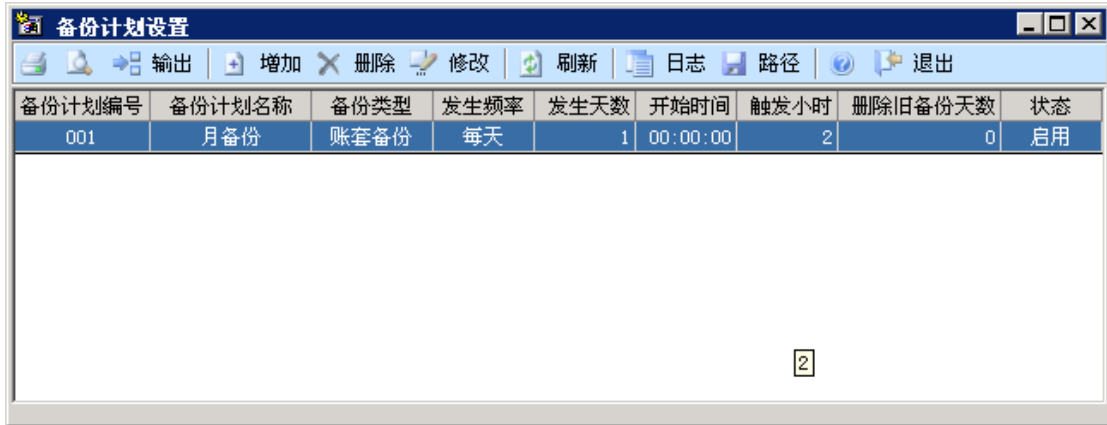 备份计划设置
输出 增加 删除 修改 刷新 日志 路径 退出
备份计划编号 备份计划名称 备份类型 发生频率 发生天数 开始时间 触发小时 删除旧备份天数 状态
001 月备份 账套备份 每天 1 00:00:00 2 0 启用
2